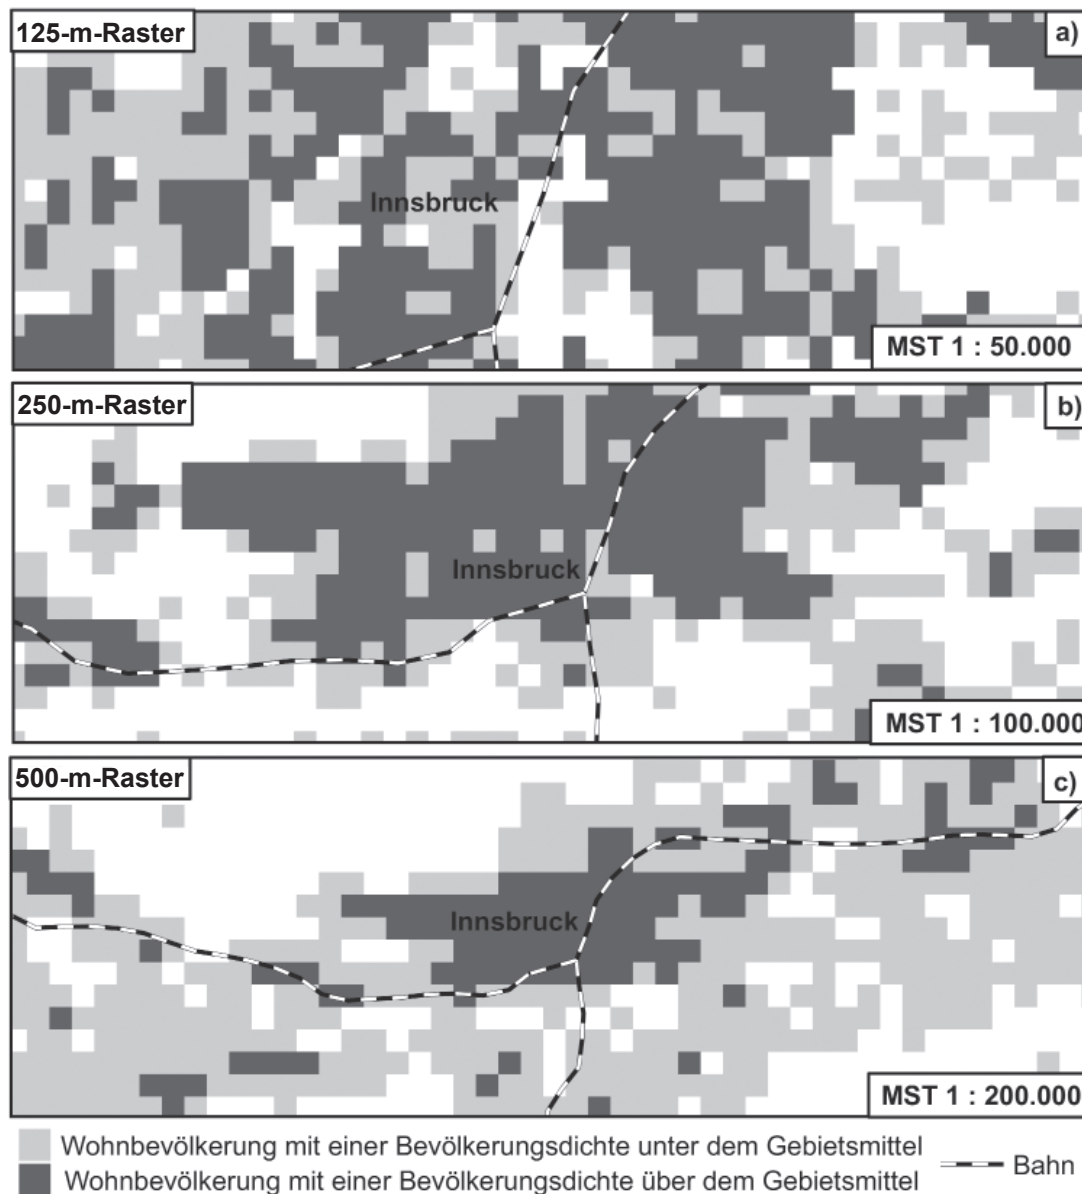 125-m-Raster
a)
Innsbruck
MST 1 : 50.000
250-m-Raster
b)
Innsbruck
MST 1 : 100.000
500-m-Raster
c)
Innsbruck
MST 1 : 200.000
Wohnbevölkerung mit einer Bevölkerungsdichte unter dem Gebietsmittel
Wohnbevölkerung mit einer Bevölkerungsdichte über dem Gebietsmittel
Bahn